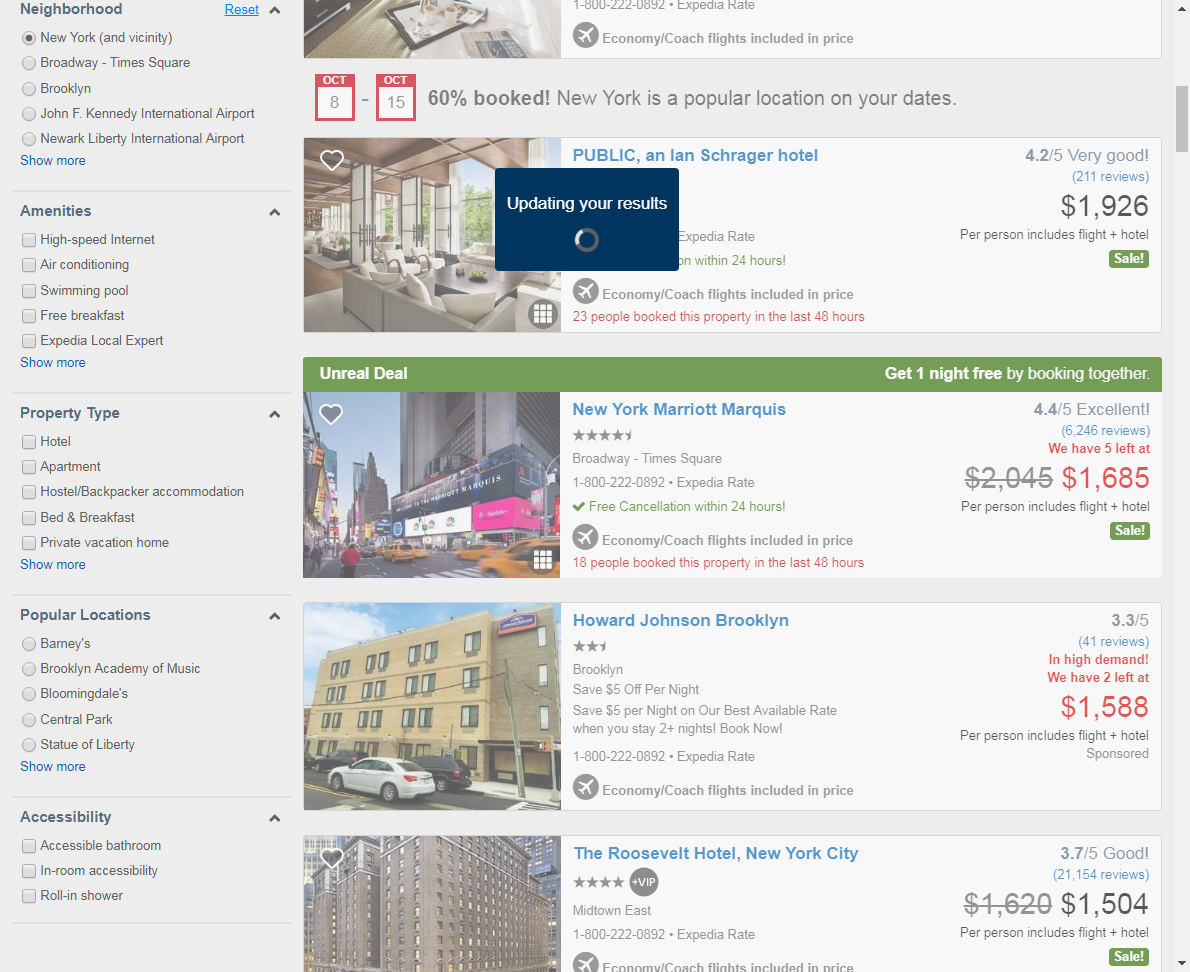 Neighborhood
Reset
New York (and vicinity)
Broadway - Times Square
Brooklyn
John F. Kennedy International Airport
Newark Liberty International Airport
Show more
Amenities
High-speed Internet
Air conditioning
Swimming pool
Free breakfast
Expedia Local Expert
Show more
Property Type
Hotel
Apartment
Hostel/Backpacker accommodation
Bed & Breakfast
Private vacation home
Show more
Popular Locations
Barney's
Brooklyn Academy of Music
Bloomingdale's
Central Park
Statue of Liberty
Show more
Accessibility
Accessible bathroom
In-room accessibility
Roll-in shower
1-800-222-0892 • Expedia Rate
Economy/Coach flights included in price
OCT 8 - OCT 15
60% booked! New York is a popular location on your dates.
PUBLIC, an Ian Schrager hotel
Updating your results
Expedia Rate
within 24 hours!
Economy/Coach flights included in price
23 people booked this property in the last 48 hours
4.2/5 Very good!
(211 reviews)
$1,926
Per person includes flight + hotel
Sale!
Unreal Deal
Get 1 night free by booking together.
WELCOME TO THE MARRIOTT MARQUIS
New York Marriott Marquis
Broadway - Times Square
1-800-222-0892 • Expedia Rate
Free Cancellation within 24 hours!
Economy/Coach flights included in price
18 people booked this property in the last 48 hours
4.4/5 Excellent!
(6,246 reviews)
We have 5 left at
$2,045 $1,685
Per person includes flight + hotel
Sale!
Howard Johnson Brooklyn
Brooklyn
Save $5 Off Per Night
Save $5 per Night on Our Best Available Rate
when you stay 2+ nights! Book Now!
1-800-222-0892 • Expedia Rate
Economy/Coach flights included in price
3.3/5
(41 reviews)
In high demand!
We have 2 left at
$1,588
Per person includes flight + hotel
Sponsored
The Roosevelt Hotel, New York City
+VIP
Midtown East
1-800-222-0892 • Expedia Rate
Economy/Coach flights included in price
3.7/5 Good!
(21,154 reviews)
$1,620 $1,504
Per person includes flight + hotel
Sale!